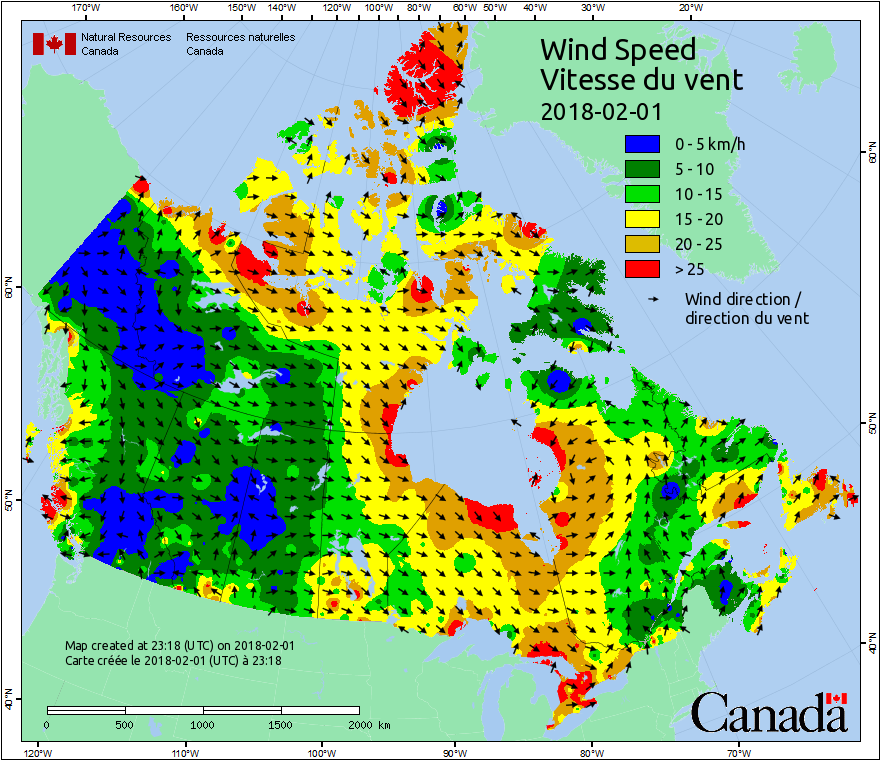 170°W 160°W 150°W 140°W 120°W 100°W 80°W 60°W 50°W 40°W 30°W 20°W
Natural Resources Canada
Ressources naturelles Canada
Wind Speed
Vitesse du vent
2018-02-01
0 - 5 km/h
5 - 10
10 - 15
15 - 20
20 - 25
> 25
Wind direction /
direction du vent
60°N
50°N
40°N
60°N
50°N
40°N
Map created at 23:18 (UTC) on 2018-02-01
Carte créée le 2018-02-01 (UTC) à 23:18
0 500 1000 1500 2000 km
Canada
120°W 110°W 100°W 90°W 80°W 70°W